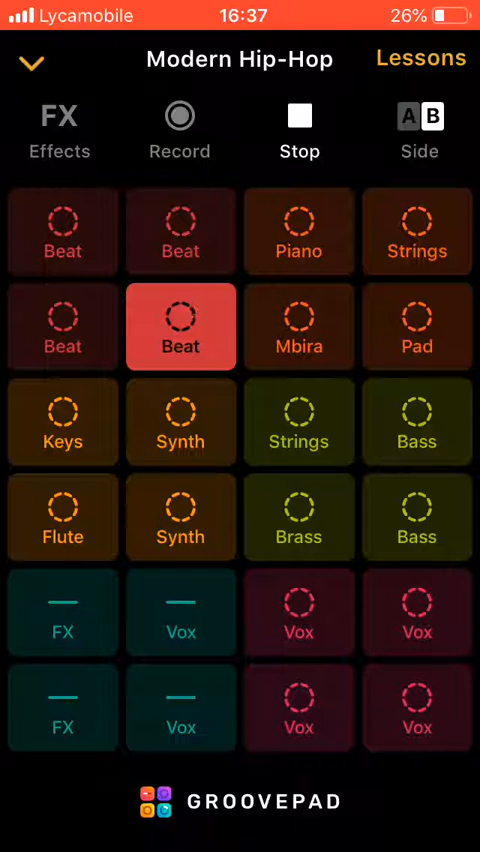 Lycamobile 16:37 26%
Modern Hip-Hop Lessons
FX A B
Effects Record Stop Side
Beat Beat Piano Strings
Beat Beat Mbira Pad
Keys Synth Strings Bass
Flute Synth Brass Bass
FX Vox Vox Vox
FX Vox Vox Vox
GROOVEPAD